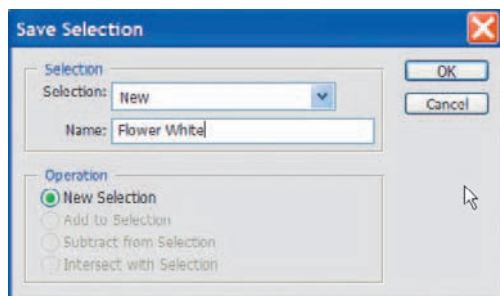 Save Selection
Selection
Selection: New
Name: Flower White
OK
Cancel
Operation
New Selection
Add to Selection
Subtract from Selection
Intersect with Selection